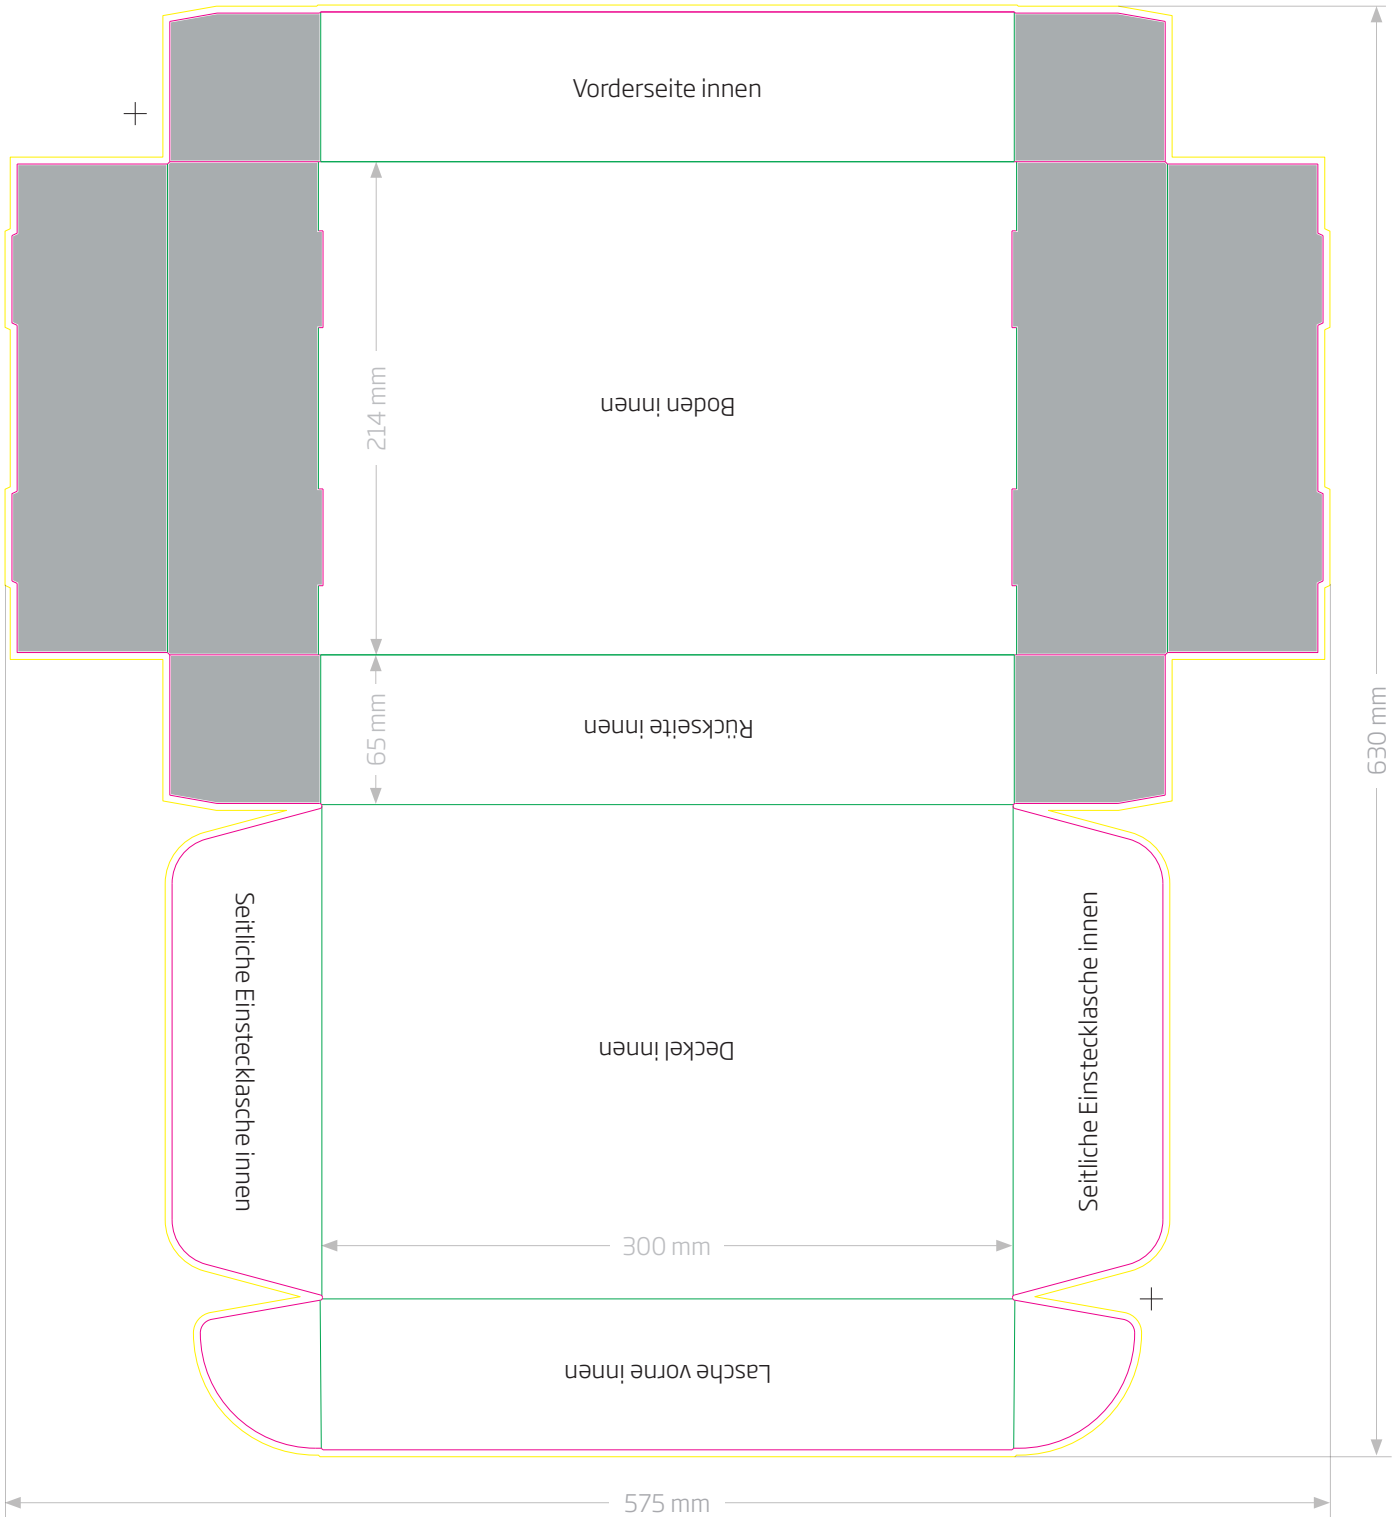 Vorderseite innen
214 mm
Boden innen
65 mm
Rückseite innen
630 mm
Seitliche Einstecklasche innen
Deckel innen
Seitliche Einstecklasche innen
300 mm
Lasche vorne innen
575 mm